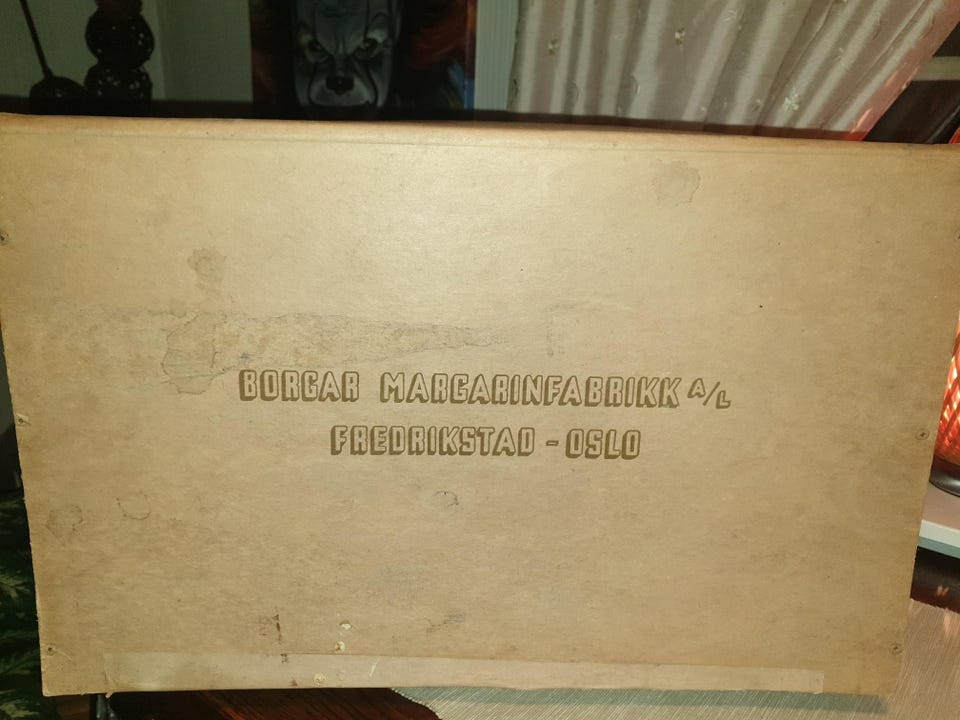 BORGAR MARGARINFABRIKK A/L
FREDRIKSTAD - OSLO